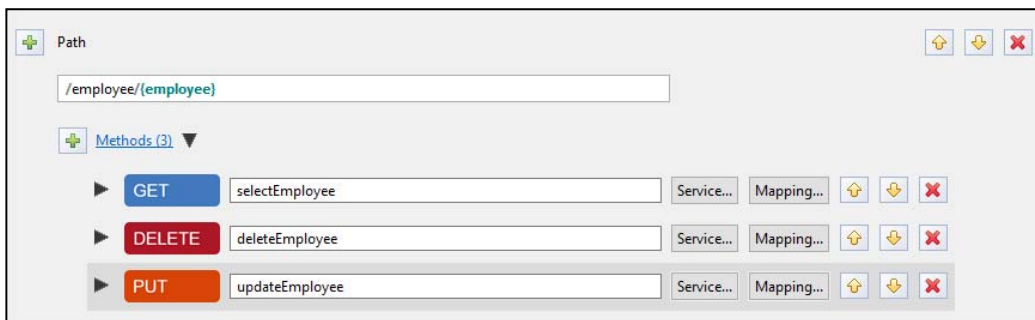 Path
/employee/{employee}
Methods (3)
GET selectEmployee Service... Mapping...
DELETE deleteEmployee Service... Mapping...
PUT updateEmployee Service... Mapping...